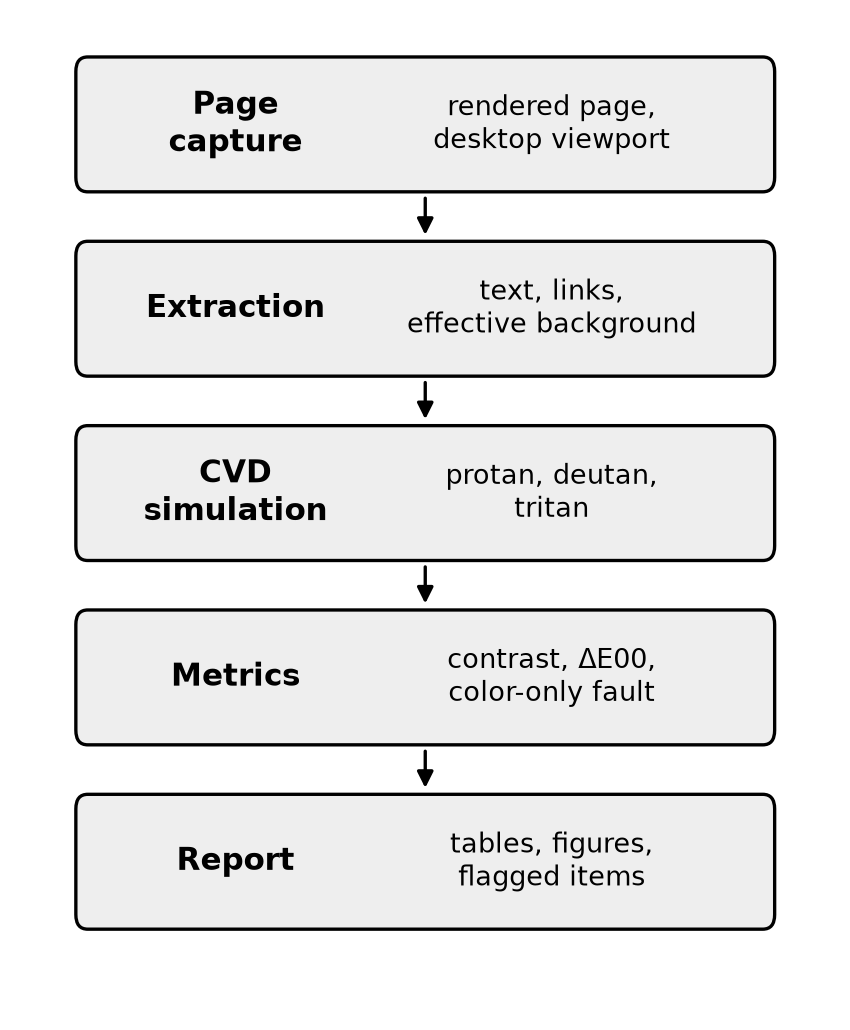 Page
capture
rendered page,
desktop viewport
Extraction
text, links,
effective background
CVD
simulation
protan, deutan,
tritan
Metrics
contrast, ΔE00,
color-only fault
Report
tables, figures,
flagged items